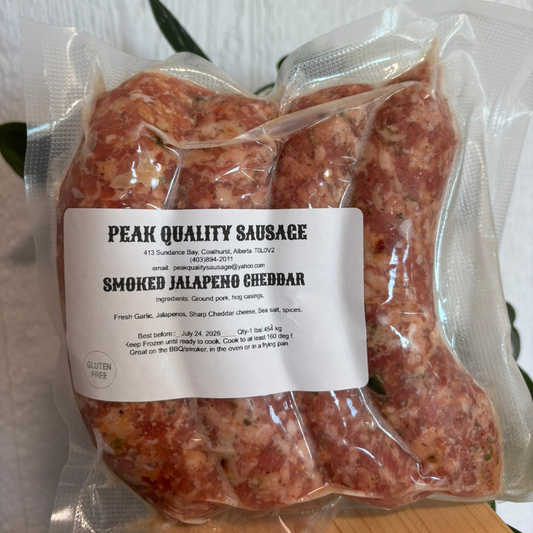 PEAK QUALITY SAUSAGE
413 Sundance Bay, Coalhurst, Alberta T0L0V2
(403)894-2011
email: peakqualitysausage@yahoo.com
SMOKED JALAPENO CHEDDAR
Ingredients: Ground pork, hog casings,
Fresh Garlic, Jalapenos, Sharp Cheddar cheese, Sea salt, spices,
Best before:__July 24, 2026____Qty-1 lbs/.454 kg
Keep Frozen until ready to cook, Cook to at least 160 deg f.
Great on the BBQ/smoker, in the oven or in a frying pan
GLUTEN
FREE